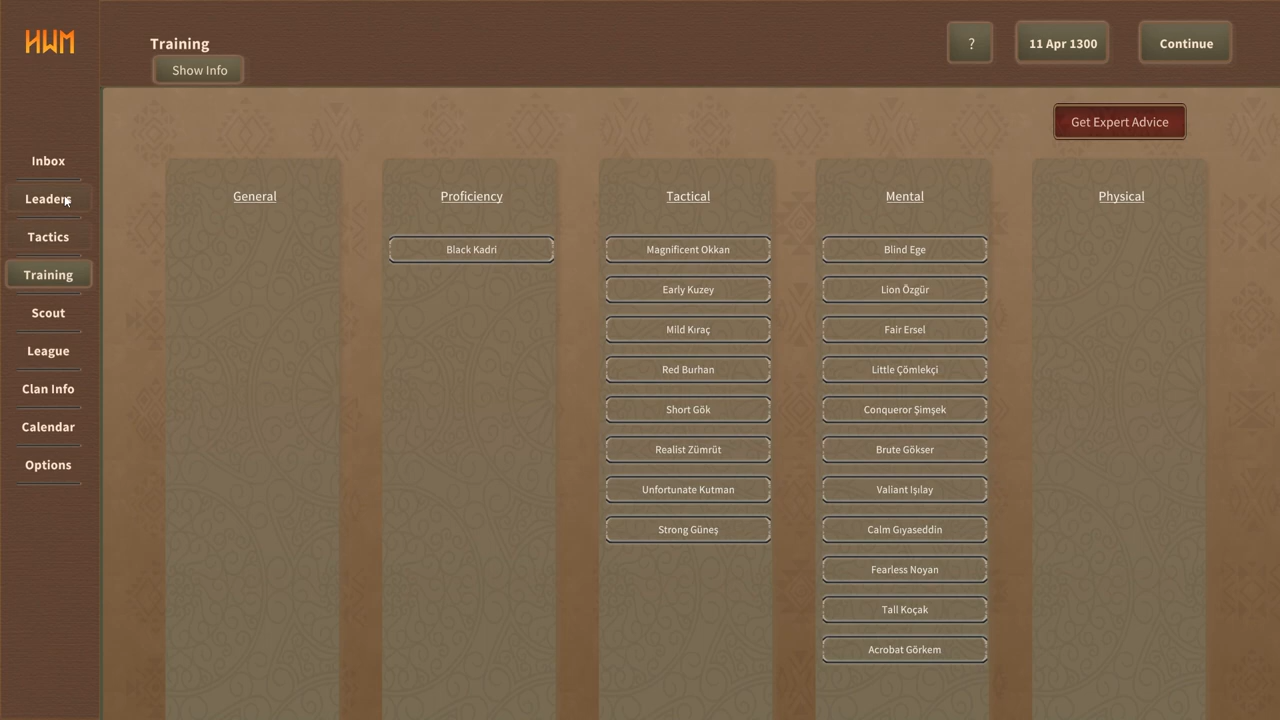 HWM
Training
Show Info
?
11 Apr 1300
Continue
Get Expert Advice
Inbox
Leaders
Tactics
Training
Scout
League
Clan Info
Calendar
Options
General
Proficiency
Black Kadri
Tactical
Magnificent Okkan
Early Kuzey
Mild Kıraç
Red Burhan
Short Gök
Realist Zümrüt
Unfortunate Kutman
Strong Güneş
Mental
Blind Ege
Lion Özgür
Fair Ersel
Little Çömlekçi
Conqueror Şimşek
Brute Gökser
Valiant Işılay
Calm Gıyaseddin
Fearless Noyan
Tall Koçak
Acrobat Görkem
Physical